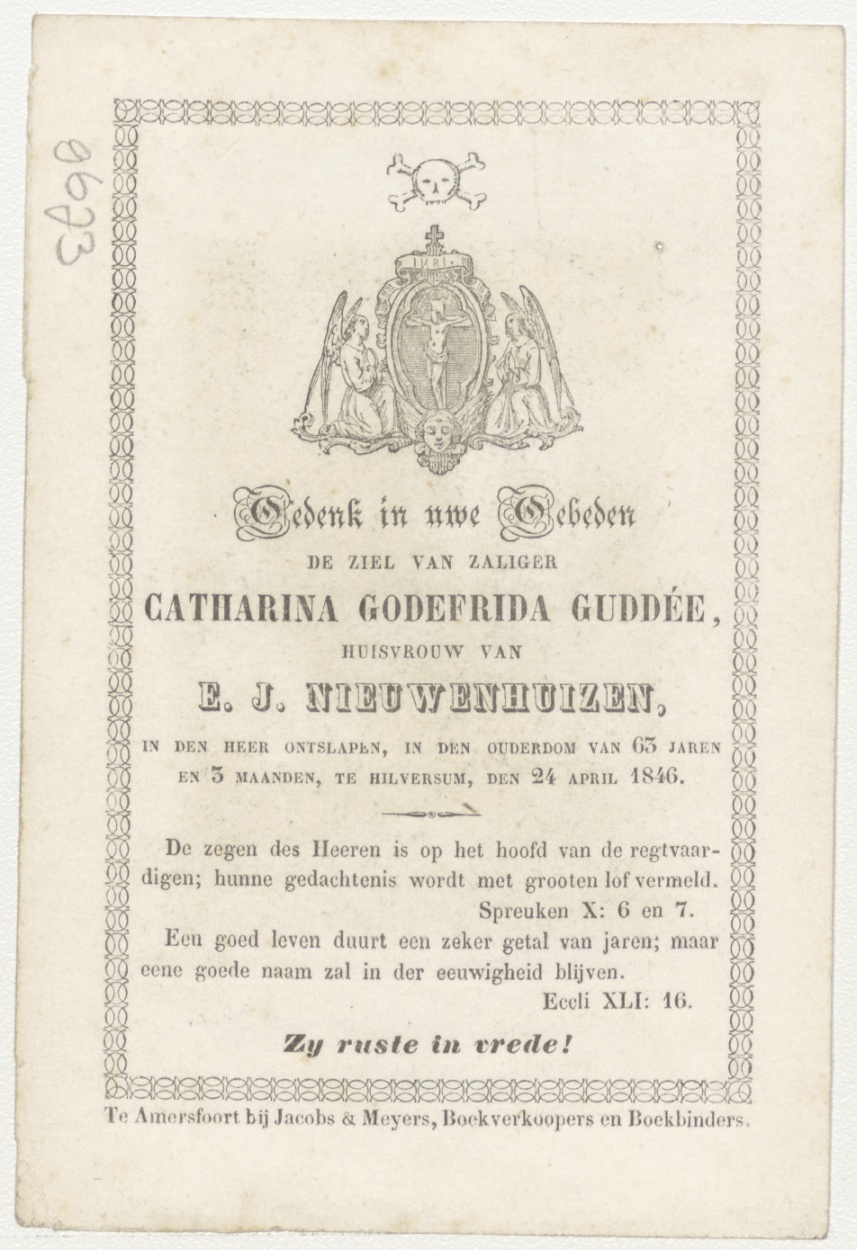 9673
INRI.
Gedenk in uwe Gebeden
DE ZIEL VAN ZALIGER
CATHARINA GODEFRIDA GUDDÉE,
HUISVROUW VAN
E. J. NIEUWENHUIZEN,
IN DEN HEER ONTSLAPEN, IN DEN OUDERDOM VAN 63 JAREN
EN 3 MAANDEN, TE HILVERSUM, DEN 24 APRIL 1846.
De zegen des Heeren is op het hoofd van de regtvaar-
digen; hunne gedachtenis wordt met grooten lof vermeld.
Spreuken X: 6 en 7.
Een goed leven duurt een zeker getal van jaren; maar
eene goede naam zal in der eeuwigheid blijven.
Eccli XLI: 16.
Zy ruste in vrede!
Te Amersfoort bij Jacobs & Meyers, Boekverkoopers en Boekbinders.